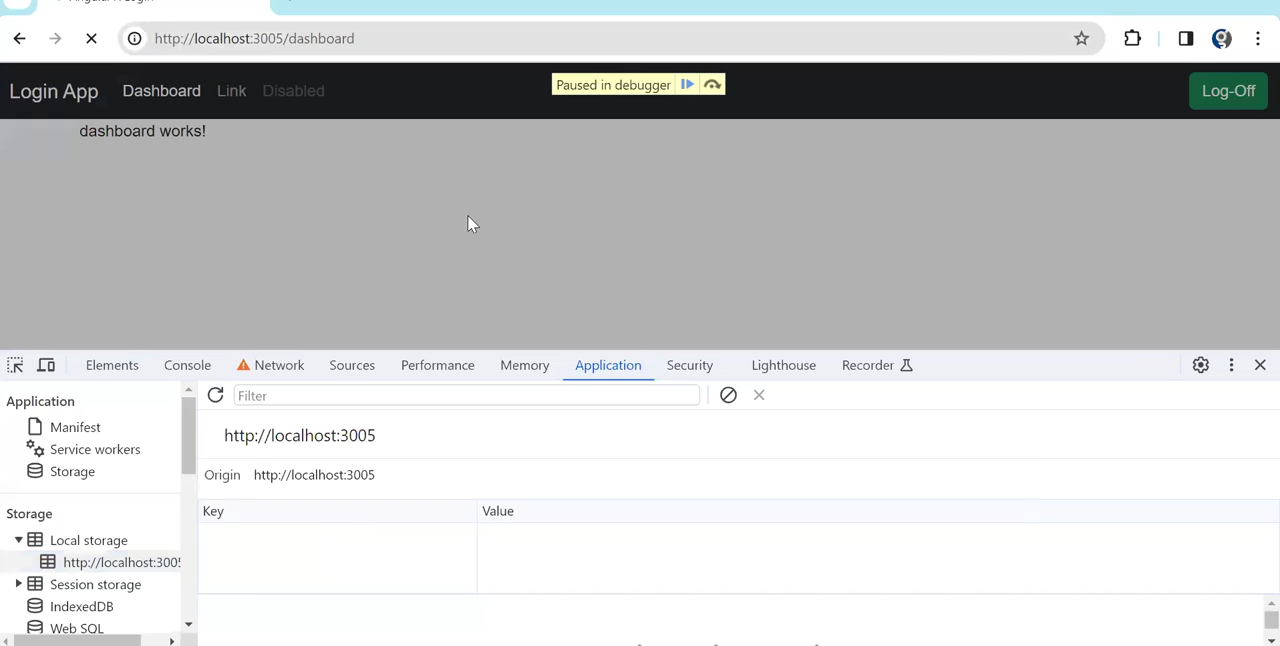 http://localhost:3005/dashboard
Login App Dashboard Link Disabled Paused in debugger Log-Off
dashboard works!
Elements Console Network Sources Performance Memory Application Security Lighthouse Recorder
Application Filter
Manifest http://localhost:3005
Service workers
Storage Origin http://localhost:3005
Storage Key Value
Local storage
http://localhost:3005
Session storage
IndexedDB
Web SQL